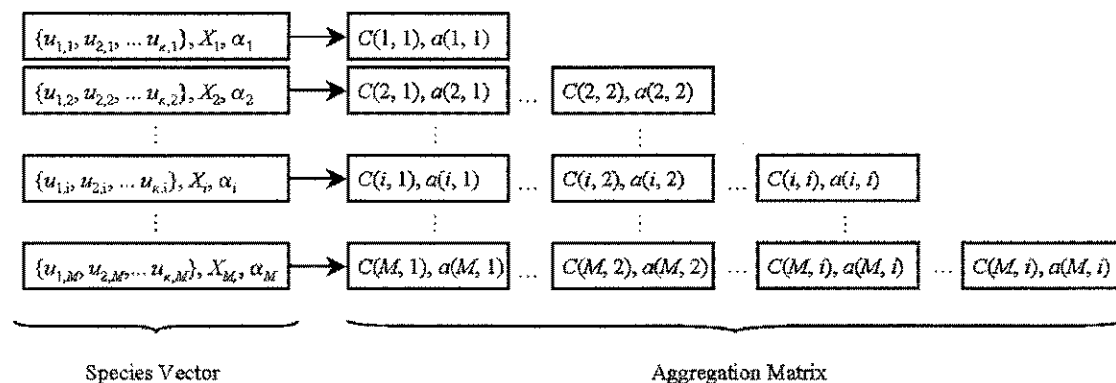 {u1,1, u2,1, ... uκ,1}, X1, α1 C(1, 1), a(1, 1)
{u1,2, u2,2, ... uκ,2}, X2, α2 C(2, 1), a(2, 1) ... C(2, 2), a(2, 2)
⋮ ⋮ ⋮
{u1,i, u2,i, ... uκ,i}, Xi, αi C(i, 1), a(i, 1) ... C(i, 2), a(i, 2) ... C(i, i), a(i, i)
⋮ ⋮ ⋮ ⋮
{u1,M, u2,M, ... uκ,M}, XM, αM C(M, 1), a(M, 1) ... C(M, 2), a(M, 2) ... C(M, i), a(M, i) ... C(M, i), a(M, i)
Species Vector Aggregation Matrix